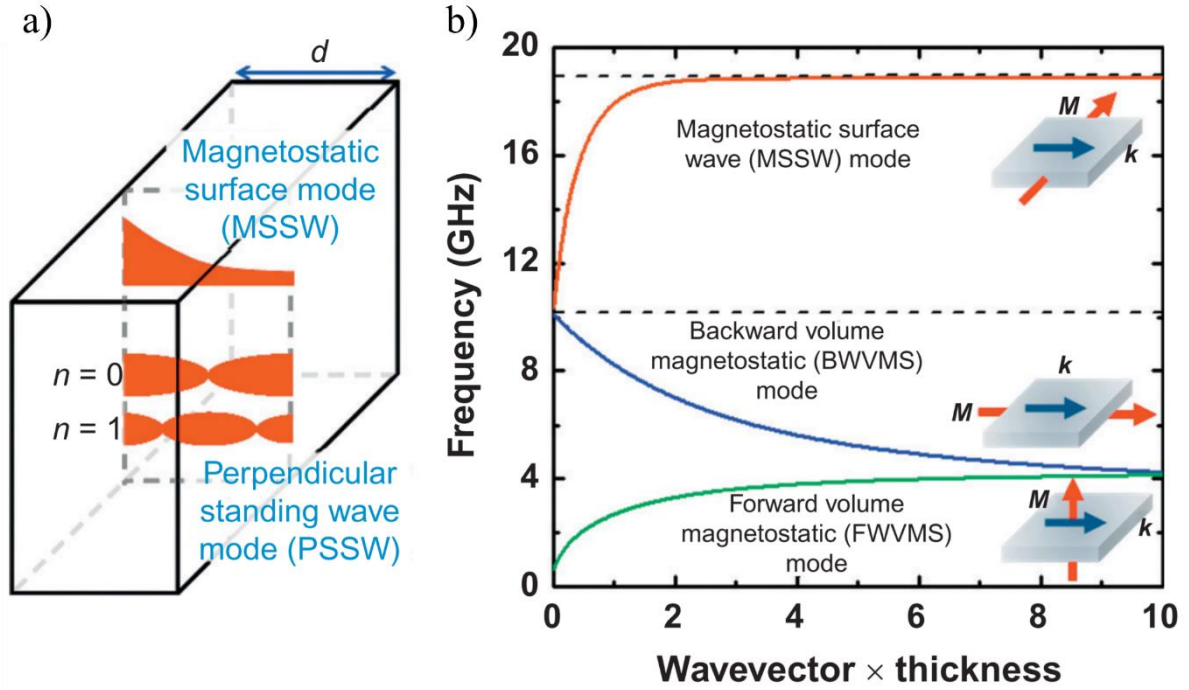 a)
d
Magnetostatic
surface mode
(MSSW)
n = 0
n = 1
Perpendicular
standing wave
mode (PSSW)
b)
Frequency (GHz)
20
16
12
8
4
0
Magnetostatic surface
wave (MSSW) mode
M
k
Backward volume
magnetostatic (BWVMS)
mode
k
M
Forward volume
magnetostatic (FWVMS)
mode
M
k
0 2 4 6 8 10
Wavevector × thickness